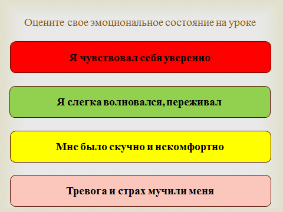 Оцените свое эмоциональное состояние на уроке
Я чувствовал себя уверенно
Я слегка волновался, переживал
Мне было скучно и некомфортно
Тревога и страх мучили меня